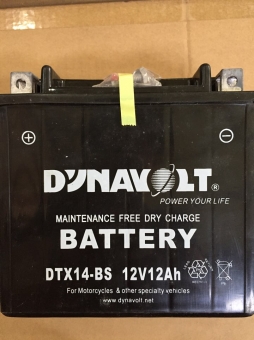 DYNAVOLT®
POWER YOUR LIFE
MAINTENANCE FREE DRY CHARGE
BATTERY
DTX14-BS 12V12Ah
For Motorcycles & other specialty vehicles
www.dynavolt.net